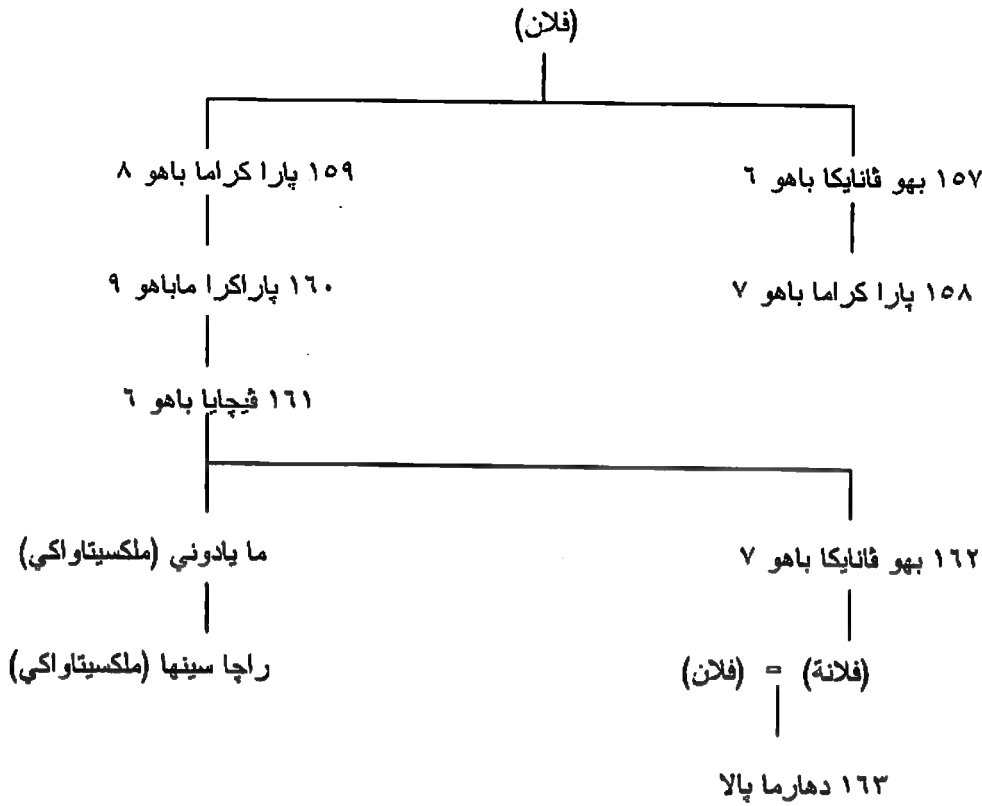 (فلان)
١٥٧ بهو ڤانايكا باهو ٦
١٥٩ پارا كراما باهو ٨
١٥٨ پارا كراما باهو ٧
١٦٠ پاراكرا ماباهو ٩
١٦١ ڤيچايا باهو ٦
١٦٢ بهو ڤانايكا باهو ٧
ما يادوني (ملكسيتاواكي)
(فلانة) = (فلان)
راچا سينها (ملكسيتاواكي)
١٦٣ دهارما پالا